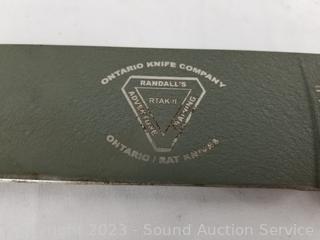 ONTARIO KNIFE COMPANY
RANDALL'S
ADVENTURE
RTAK-II
TRAINING
ONTARIO / RAT KNIVES
Copyright 2023 - Sound Auction Service